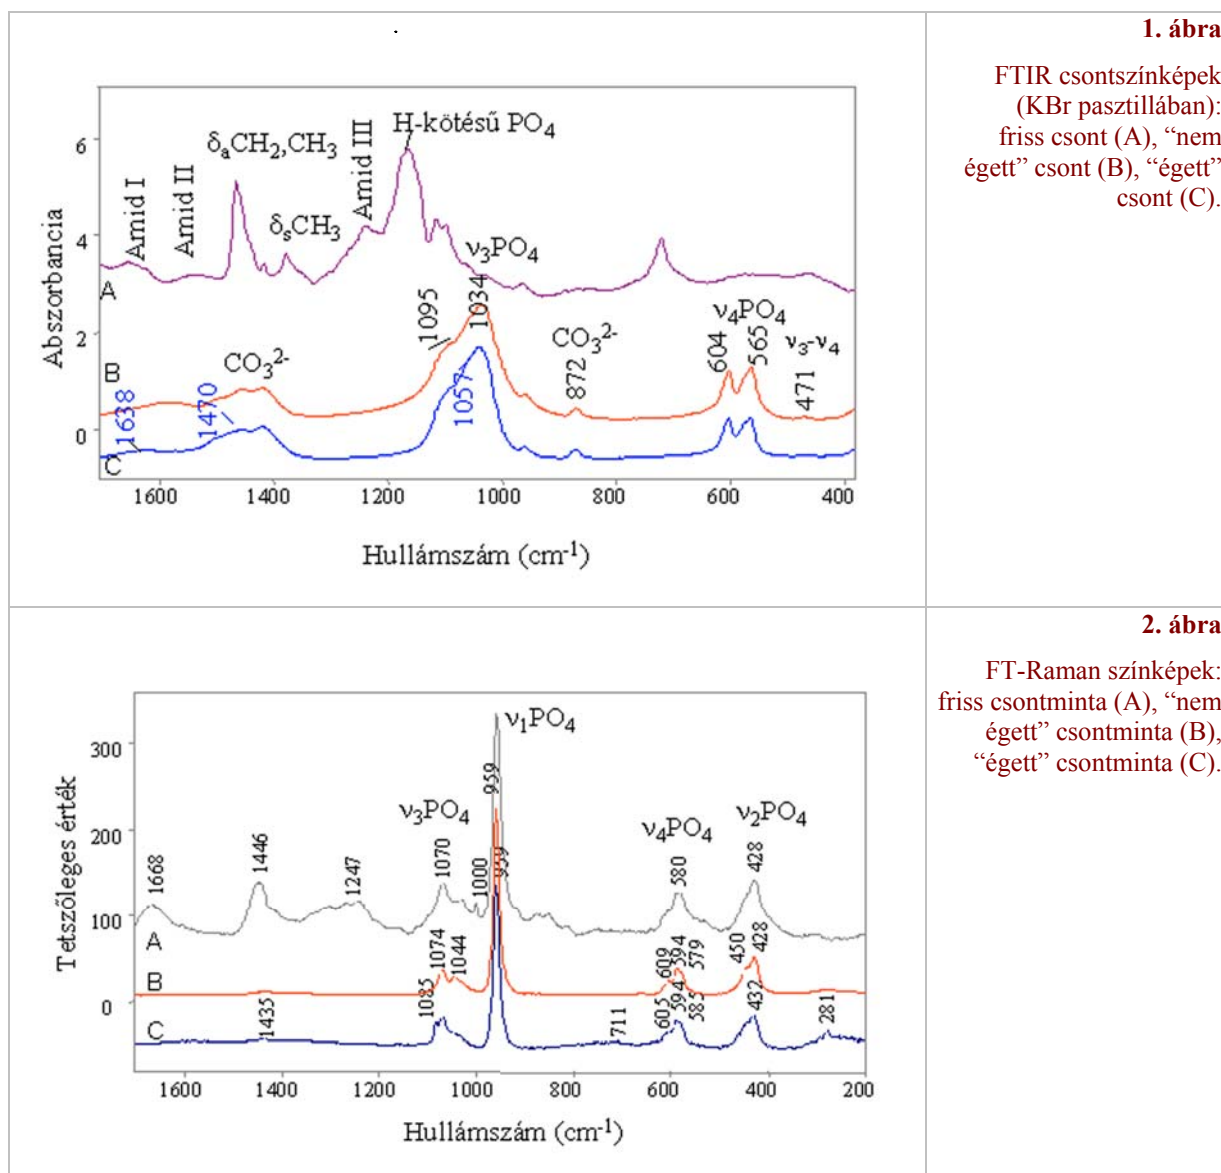 1. ábra
FTIR csontszínképek
(KBr pasztillában):
friss csont (A), “nem
égett” csont (B), “égett”
csont (C).
Abszorbancia
6
4
2
0
Amid I
Amid II
δₐCH₂,CH₃
δₛCH₃
Amid III
H-kötésű PO₄
ν₃PO₄
A
1095
1034
ν₄PO₄
604
565
ν₃-ν₄
471
CO₃²⁻
872
CO₃²⁻
B
1638
1470
1057
C
1600 1400 1200 1000 800 600 400
Hullámszám (cm⁻¹)
2. ábra
FT-Raman színképek:
friss csontminta (A), “nem
égett” csontminta (B),
“égett” csontminta (C).
Tetszőleges érték
300
200
100
0
ν₁PO₄
ν₃PO₄
ν₄PO₄
ν₂PO₄
1668
1446
1247
1070
1000
959
580
428
A
1074
1044
959
609
594
579
450
428
B
1435
1085
711
605
594
585
432
281
C
1600 1400 1200 1000 800 600 400 200
Hullámszám (cm⁻¹)